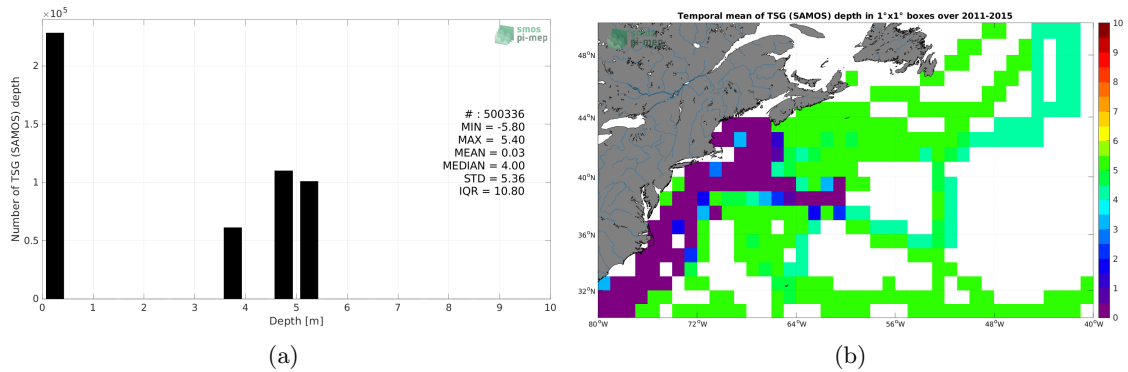 ×10⁵
smos
pi-mep
2
1.5
1
0.5
0
Number of TSG (SAMOS) depth
# : 500336
MIN = -5.80
MAX = 5.40
MEAN = 0.03
MEDIAN = 4.00
STD = 5.36
IQR = 10.80
0 1 2 3 4 5 6 7 8 9 10
Depth [m]
(a)
Temporal mean of TSG (SAMOS) depth in 1°x1° boxes over 2011-2015
smos
pi-mep
48°N
44°N
40°N
36°N
32°N
80°W 72°W 64°W 56°W 48°W 40°W
10
9
8
7
6
5
4
3
2
1
0
(b)